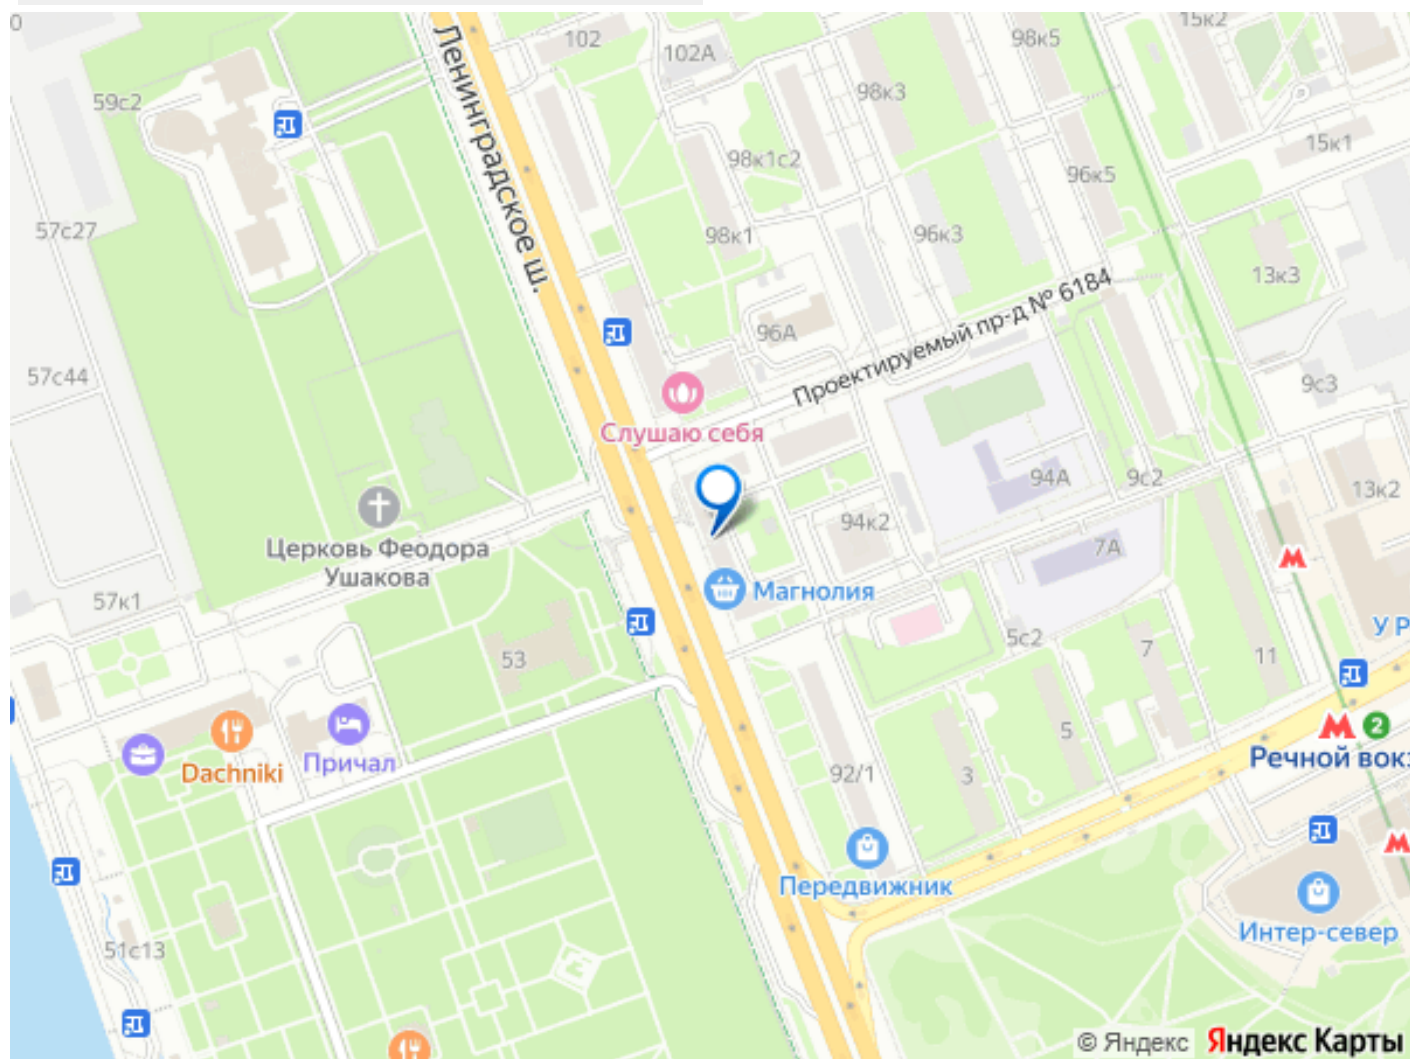 0
102
15к2
98к5
102А
Ленинградское ш.
59с2
98к3
15к1
98к1с2
96к5
57с27
98к1
96к3
13к3
Проектируемый пр-д № 6184
96А
57с44
9с3
Слушаю себя
94А
9с2
13к2
94к2
Церковь Феодора
Ушакова
7А
Магнолия
57к1
5с2
7
У Р
53
11
5
2
Речной вокз
Dachniki
Причал
92/1
3
Передвижник
Интер-север
51с13
© Яндекс
Яндекс Карты